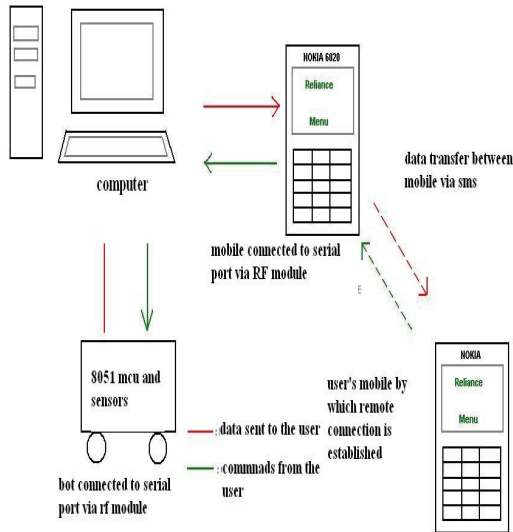 NOKIA 6020
Reliance
Menu
computer
data transfer between
mobile via sms
mobile connected to serial
port via RF module
E
8051 mcu and
sensors
NOKIA
Reliance
Menu
user's mobile by
which remote
connection is
established
data sent to the user
commnads from the
user
bot connected to serial
port via rf module